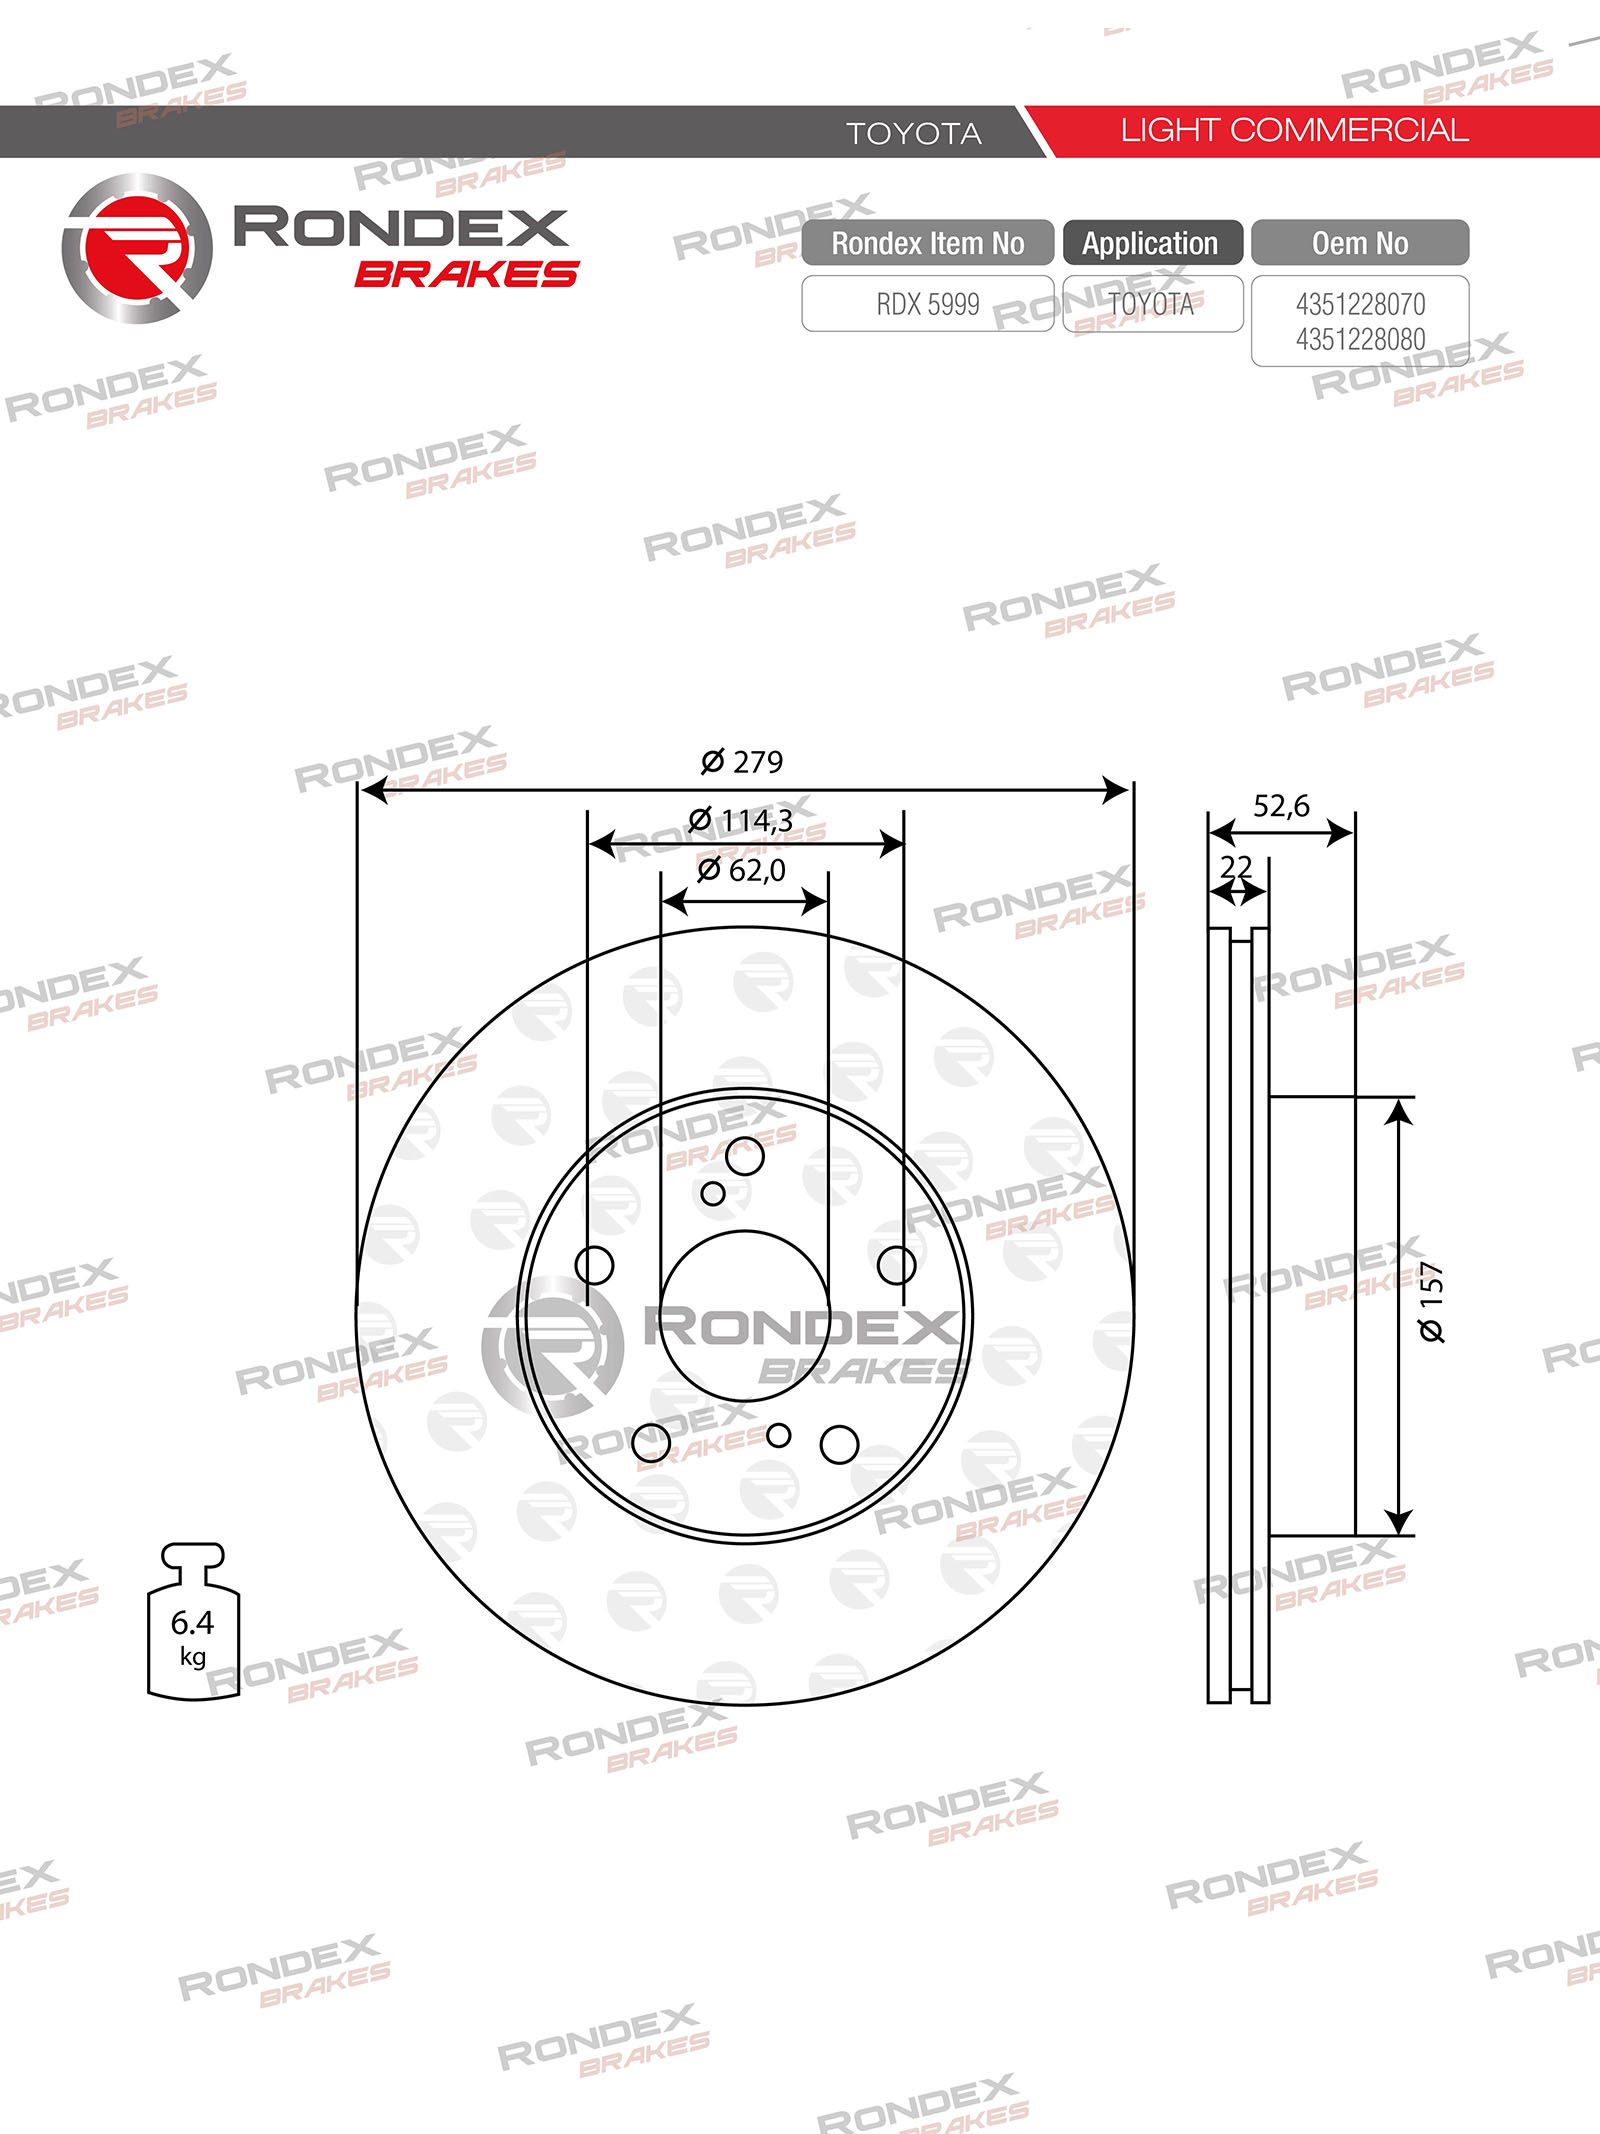 TOYOTA
LIGHT COMMERCIAL
RONDEX
BRAKES
Rondex Item No
Application
Oem No
RDX 5999
TOYOTA
4351228070
4351228080
Ø 279
Ø 114,3
Ø 62,0
52,6
22
Ø 157
RONDEX
BRAKES
6.4
kg